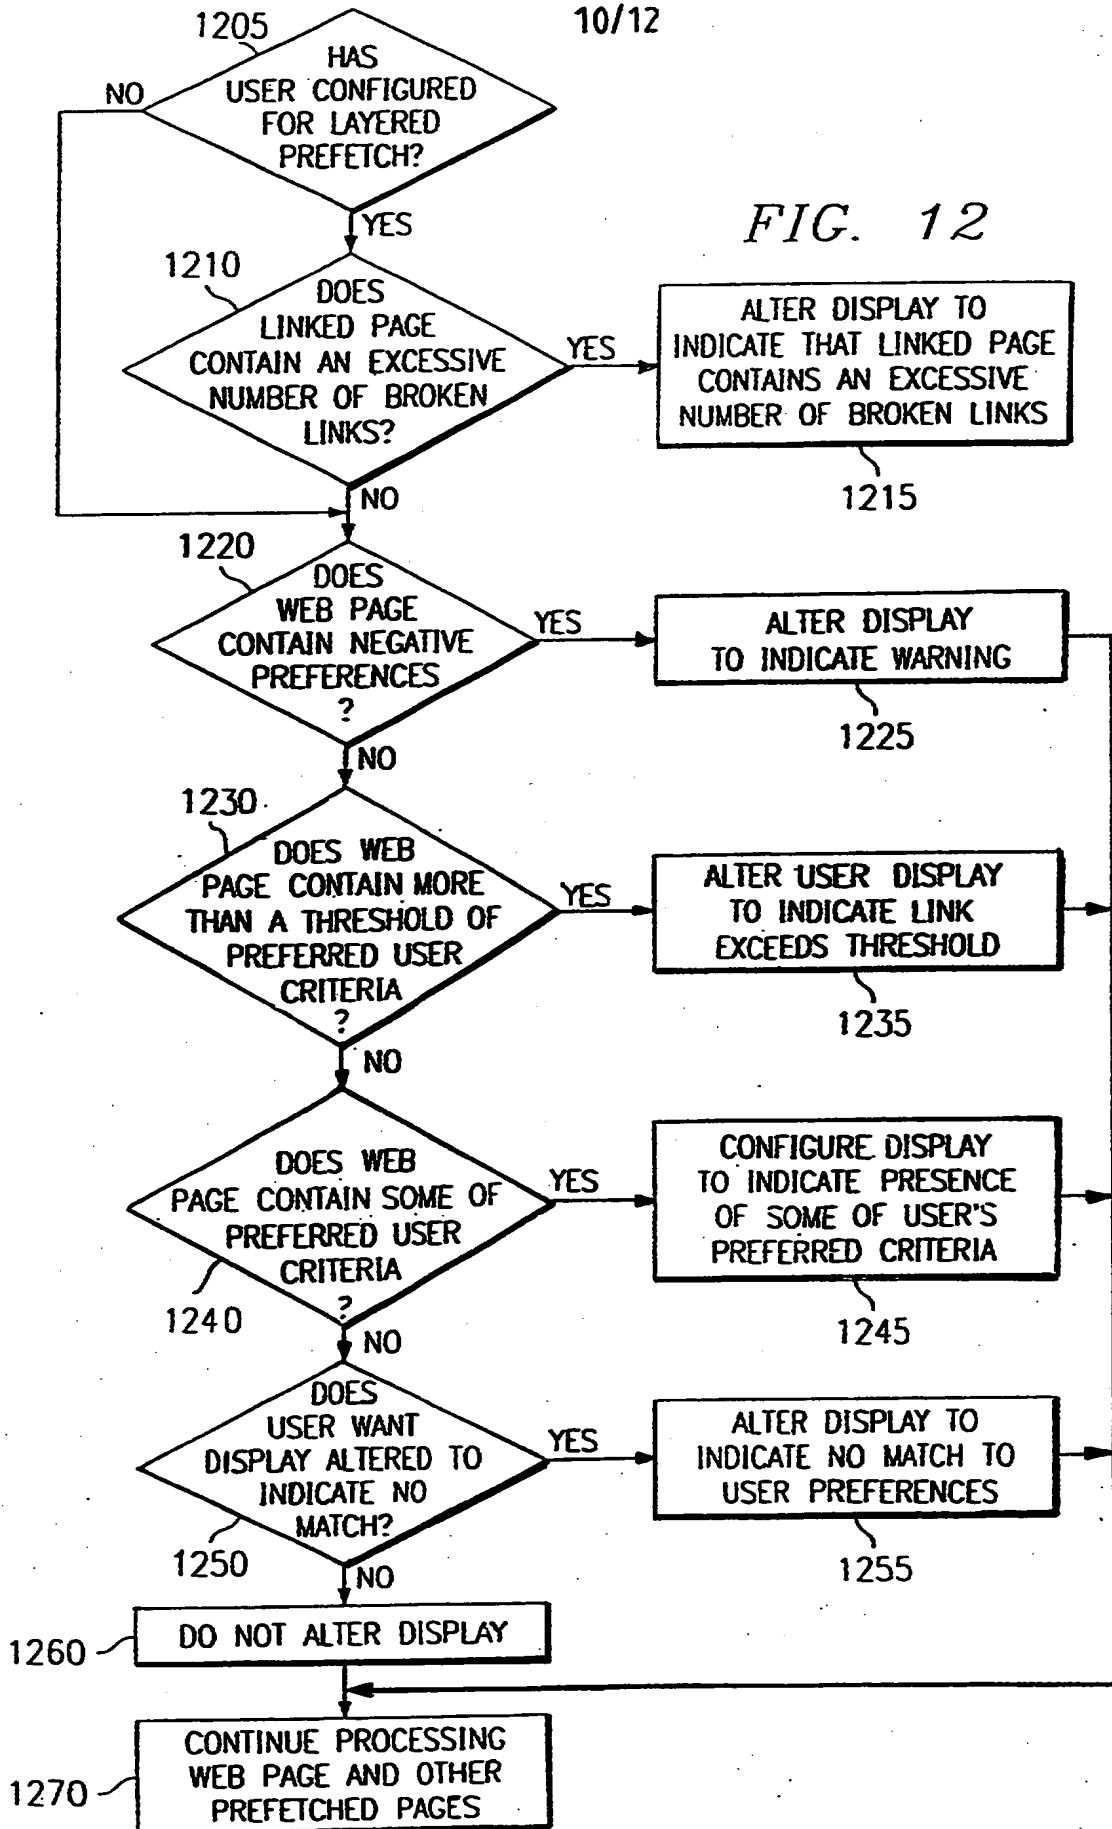 10/12
1205
HAS
USER CONFIGURED
FOR LAYERED
PREFETCH?
NO
YES
FIG. 12
1210
DOES
LINKED PAGE
CONTAIN AN EXCESSIVE
NUMBER OF BROKEN
LINKS?
YES
ALTER DISPLAY TO
INDICATE THAT LINKED PAGE
CONTAINS AN EXCESSIVE
NUMBER OF BROKEN LINKS
1215
NO
1220
DOES
WEB PAGE
CONTAIN NEGATIVE
PREFERENCES
?
YES
ALTER DISPLAY
TO INDICATE WARNING
1225
NO
1230
DOES WEB
PAGE CONTAIN MORE
THAN A THRESHOLD OF
PREFERRED USER
CRITERIA
?
YES
ALTER USER DISPLAY
TO INDICATE LINK
EXCEEDS THRESHOLD
1235
NO
DOES WEB
PAGE CONTAIN SOME OF
PREFERRED USER
CRITERIA
?
1240
YES
CONFIGURE DISPLAY
TO INDICATE PRESENCE
OF SOME OF USER'S
PREFERRED CRITERIA
1245
NO
DOES
USER WANT
DISPLAY ALTERED TO
INDICATE NO
MATCH?
1250
YES
ALTER DISPLAY TO
INDICATE NO MATCH TO
USER PREFERENCES
1255
NO
1260
DO NOT ALTER DISPLAY
1270
CONTINUE PROCESSING
WEB PAGE AND OTHER
PREFETCHED PAGES